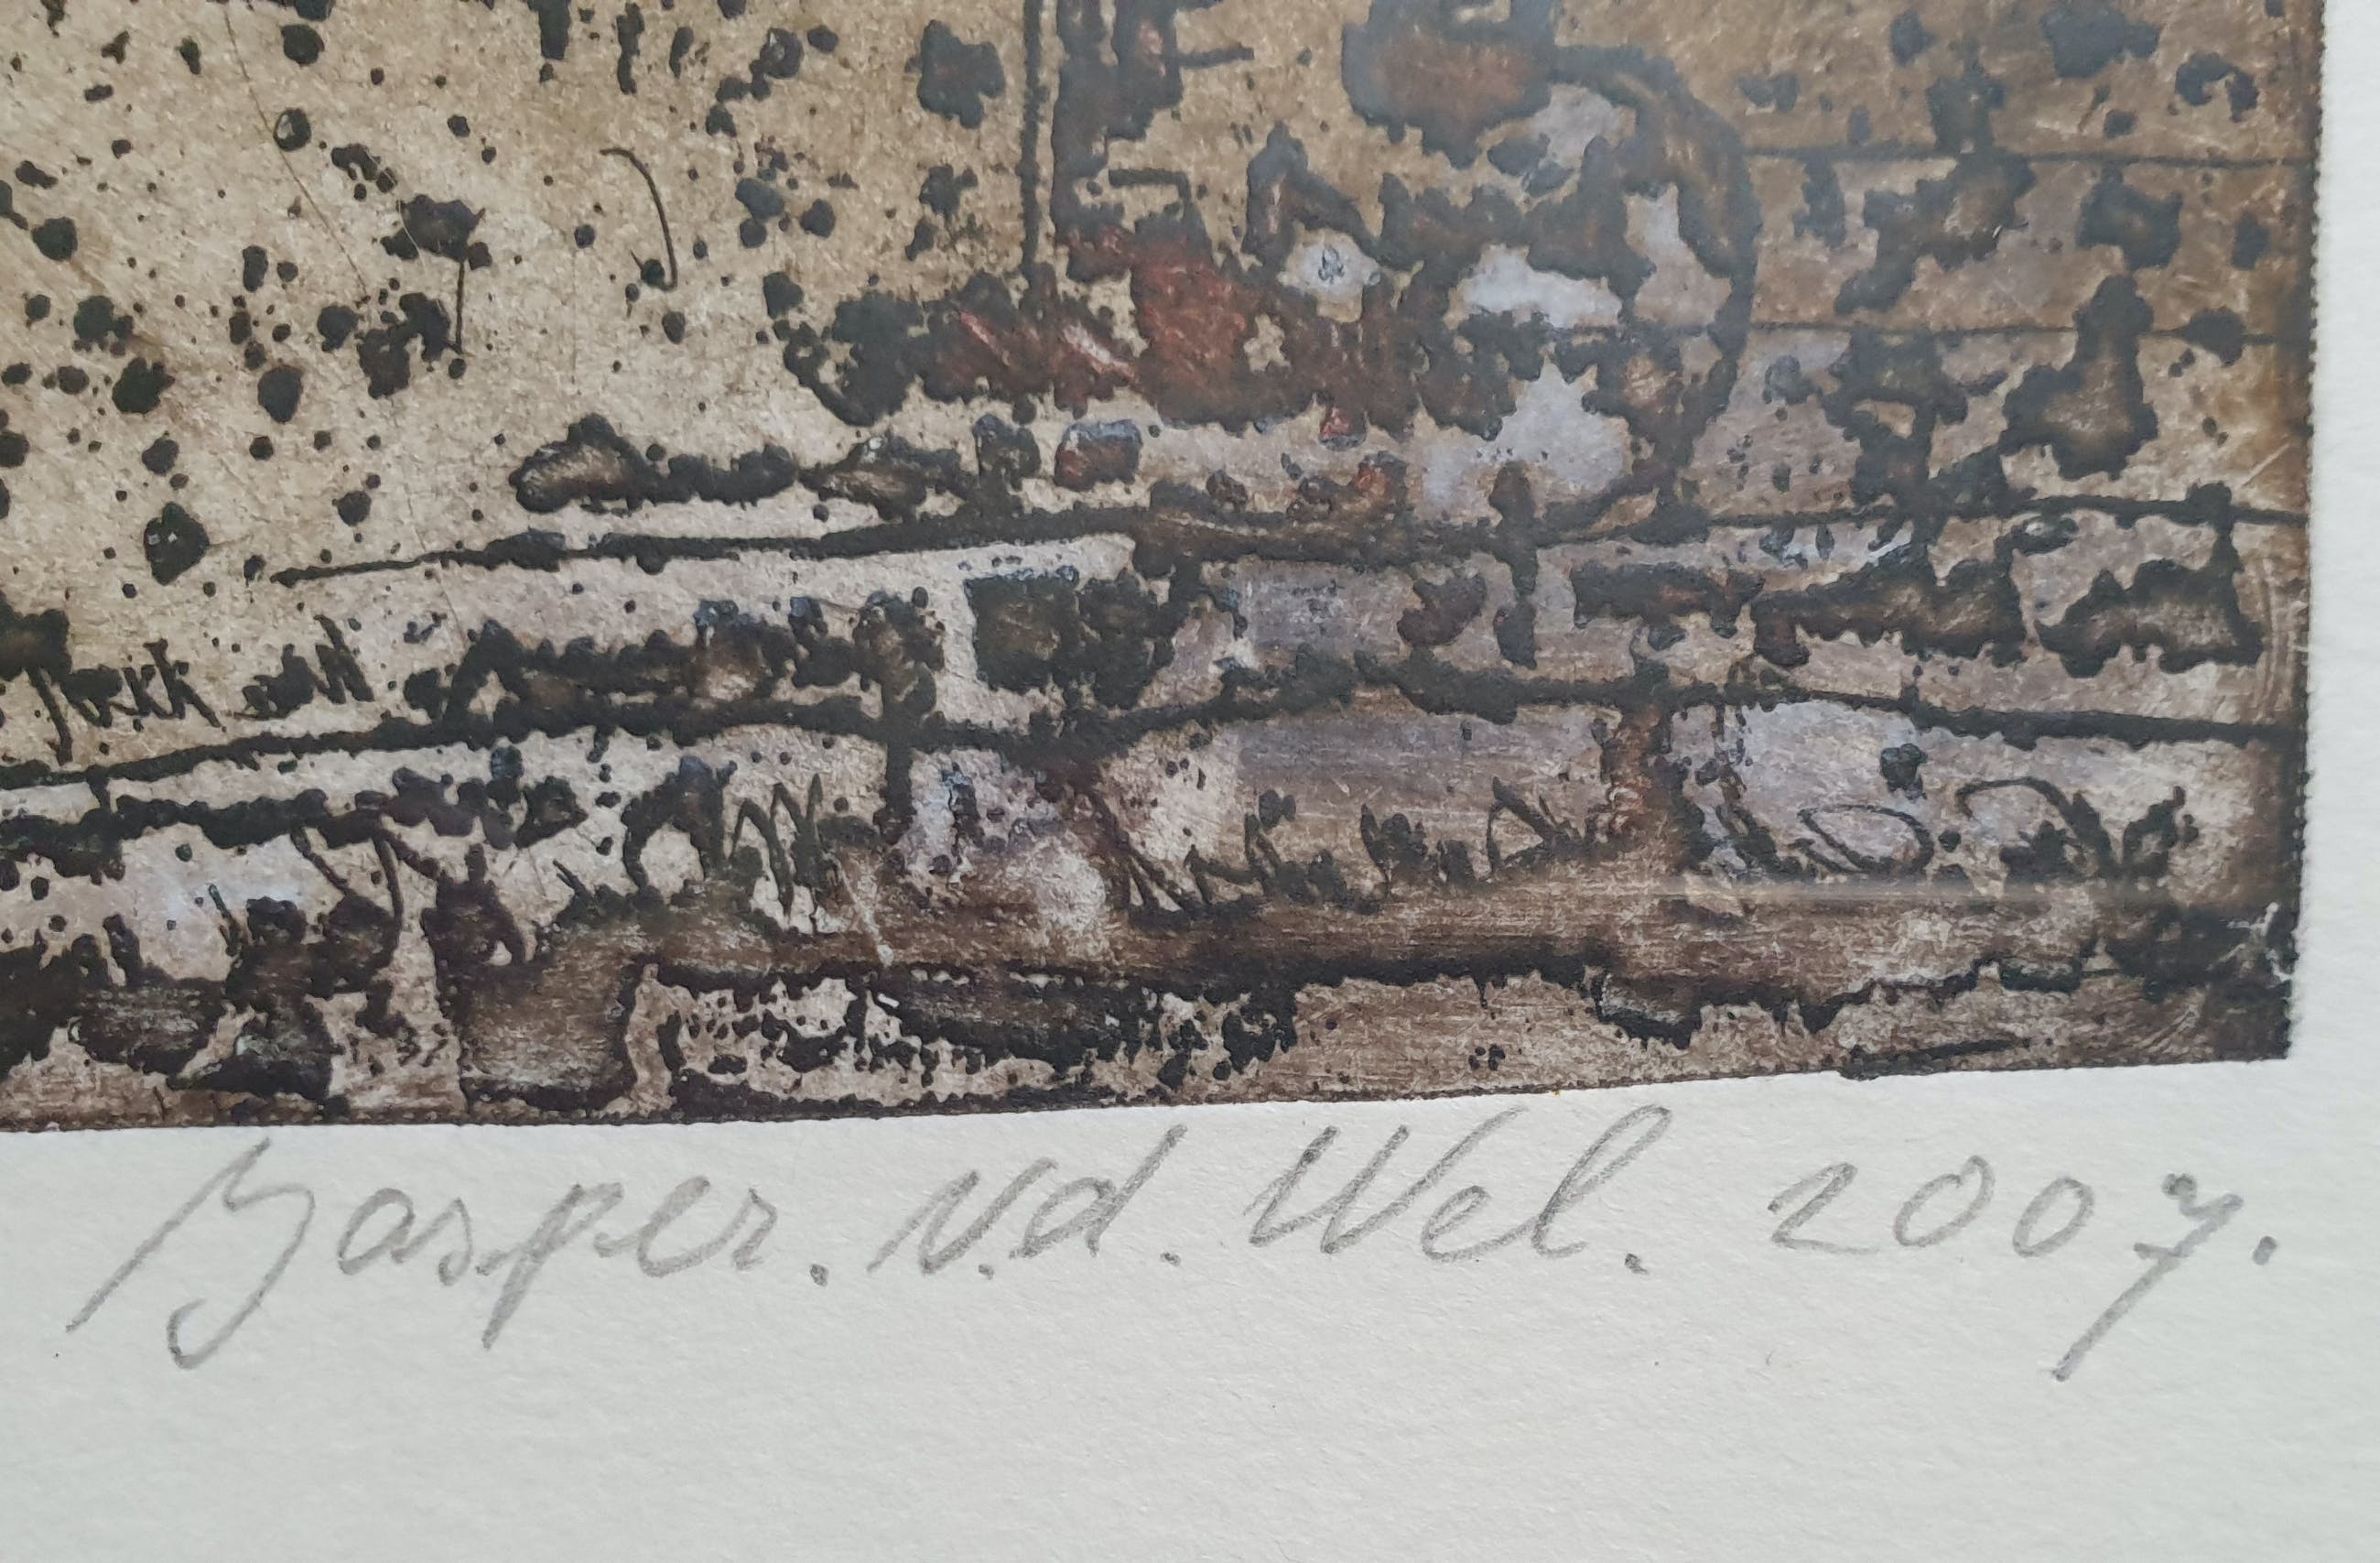 Jasper. v.d. Wel. 2007.